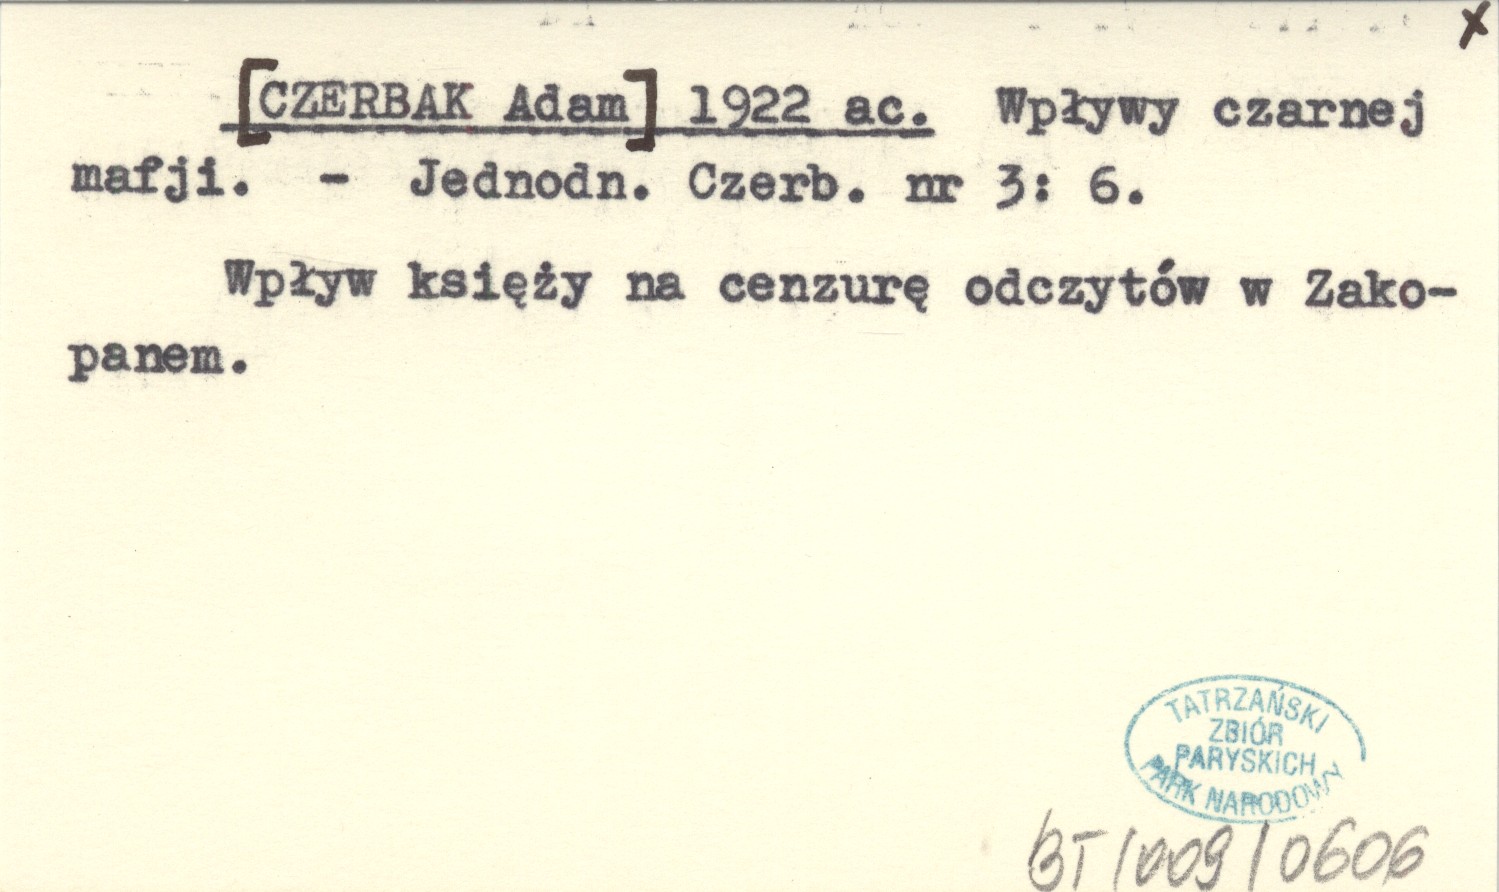 x
[CZERBAK Adam] 1922 ac. Wpływy czarnej
mafji. - Jednodn. Czerb. nr 3: 6.
Wpływ księży na cenzurę odczytów w Zako-
panem.
TATRZAŃSKI
ZBIÓR
PARYSKICH
PARK NARODOWY
BT/009/0606